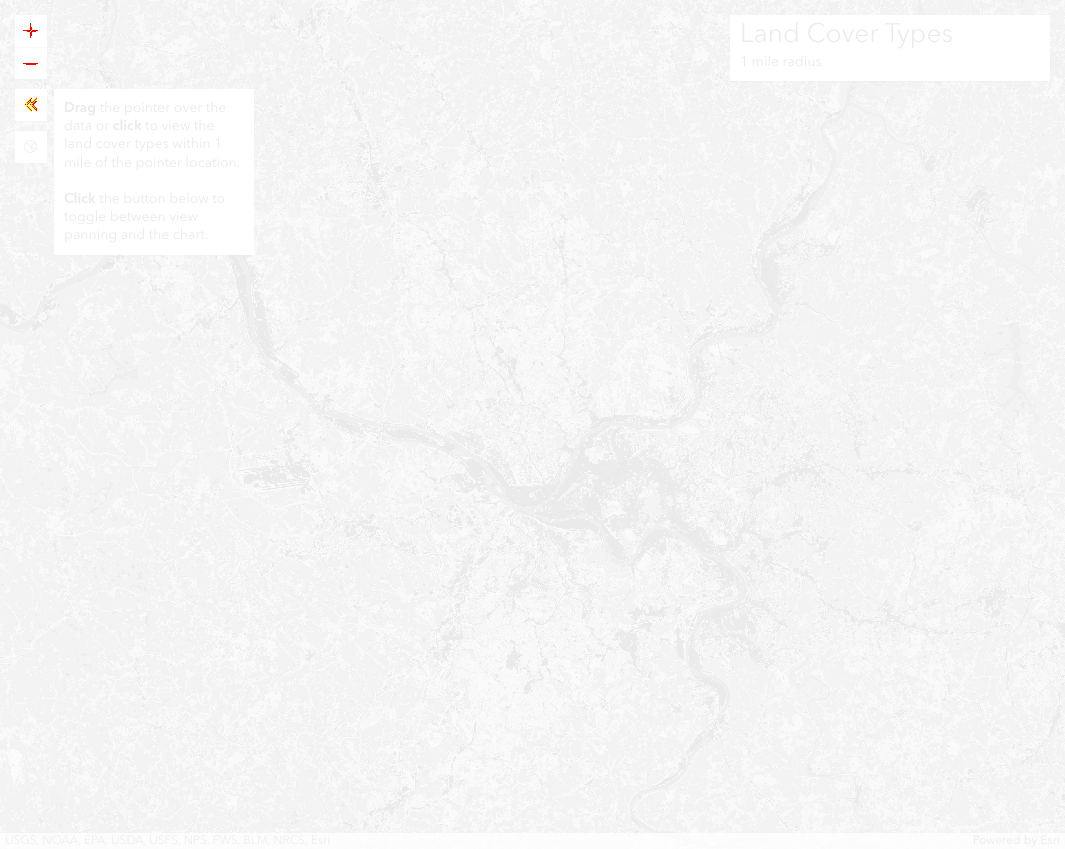 Land Cover Types
1 mile radius
Drag the pointer over the
data or click to view the
land cover types within 1
mile of the pointer location.
Click the button below to
toggle between view
panning and the chart.
USGS, NOAA, EPA, USDA, USFS, NPS, FWS, BLM, NRCS, Esri
Powered by Esri